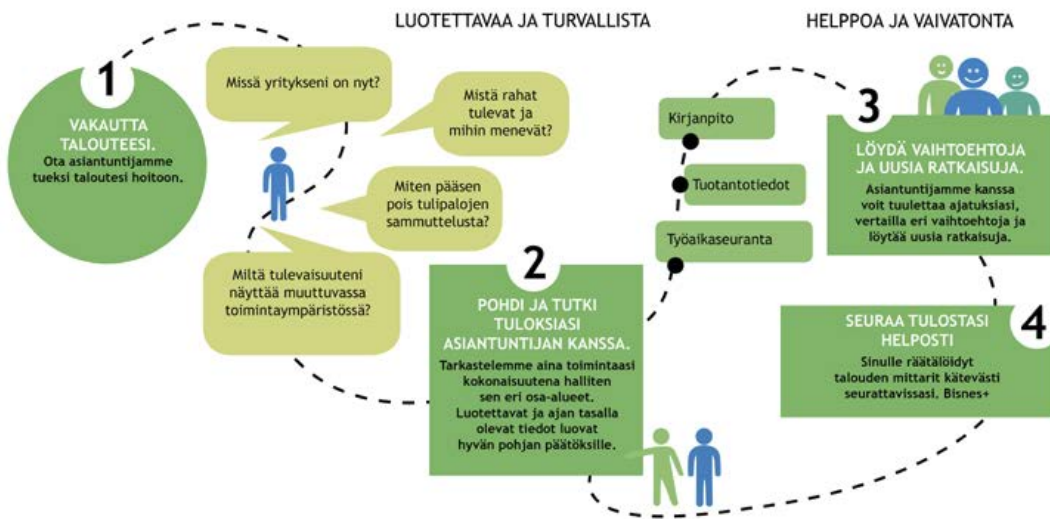 LUOTETTAVAA JA TURVALLISTA
HELPPOA JA VAIVATONTA
1
VAKAUTTA
TALOUTEESI.
Ota asiantuntijamme
tueksi taloutesi hoitoon.
Missä yritykseni on nyt?
Mistä rahat
tulevat ja
mihin menevät?
Miten pääsen
pois tulipalojen
sammuttelusta?
Miltä tulevaisuuteni
näyttää muuttuvassa
toimintaympäristössä?
2
POHDI JA TUTKI
TULOKSIASI
ASIANTUNTIJAN KANSSA.
Tarkastelemme aina toimintaasi
kokonaisuutena halliten
sen eri osa-alueet.
Luotettavat ja ajan tasalla
olevat tiedot luovat
hyvän pohjan päätöksille.
Kirjanpito
Tuotantotiedot
Työaikaseuranta
3
LÖYDÄ VAIHTOEHTOJA
JA UUSIA RATKAISUJA.
Asiantuntijamme kanssa
voit tuulettaa ajatuksiasi,
vertailla eri vaihtoehtoja ja
löytää uusia ratkaisuja.
4
SEURAA TULOSTASI
HELPOSTI
Sinulle räätälöidyt
talouden mittarit kätevästi
seurattavissasi. Bisnes+